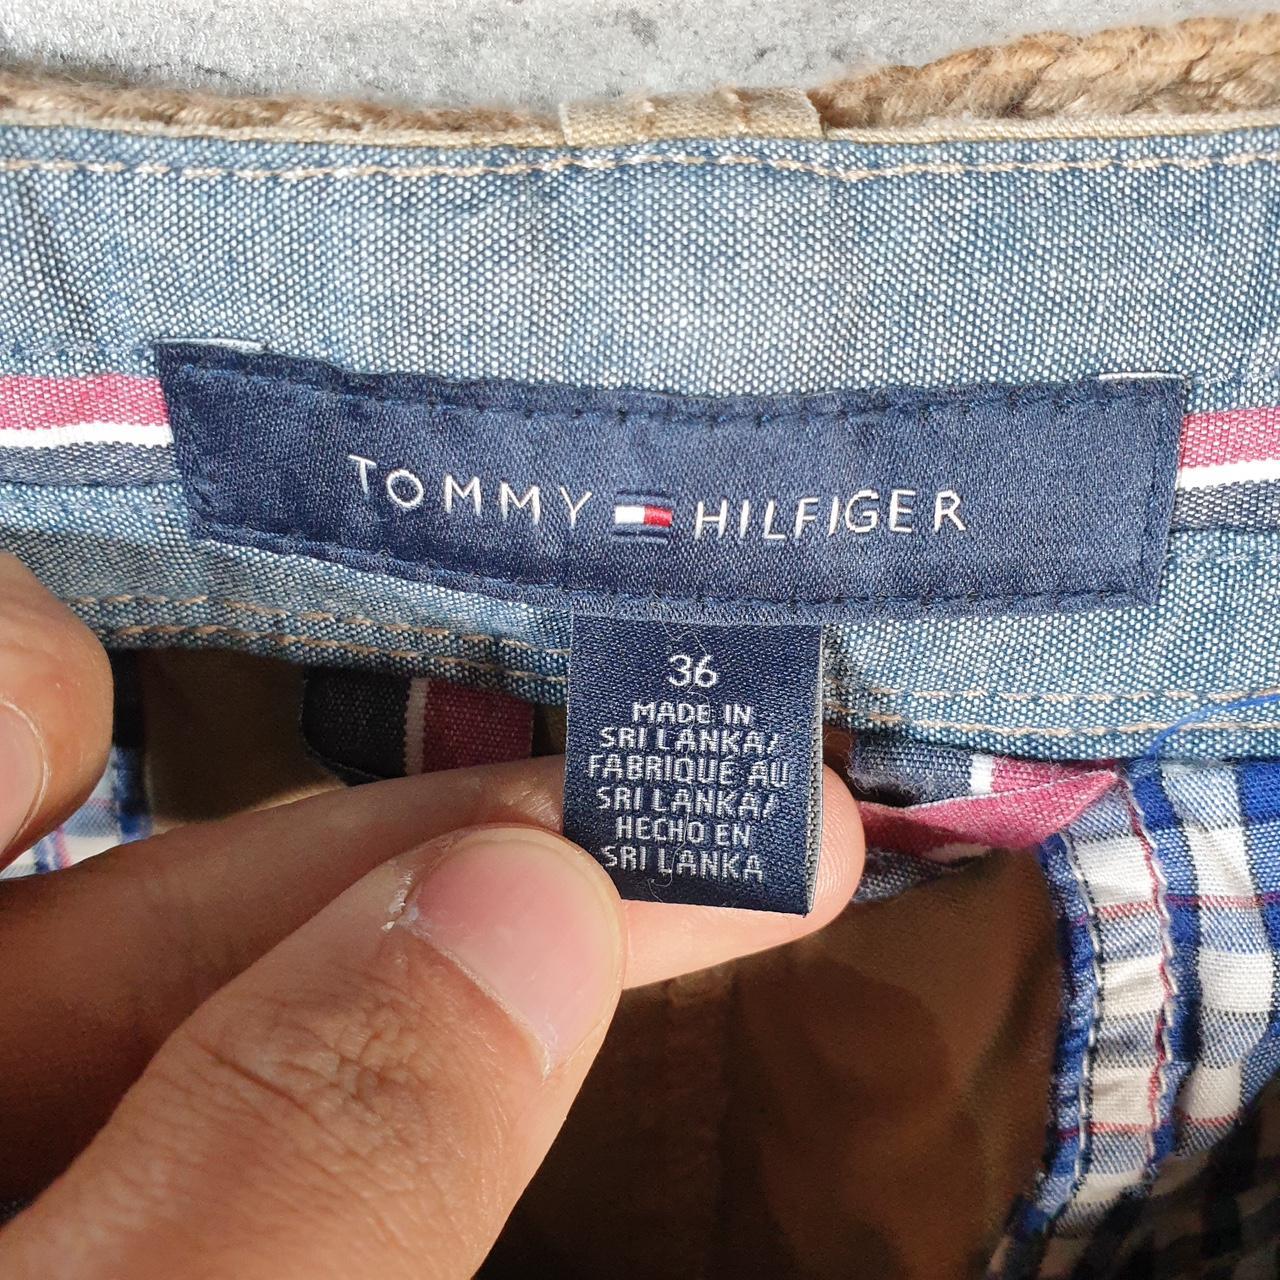 TOMMY HILFIGER
36
MADE IN
SRI LANKA/
FABRIQUE AU
SRI LANKA/
HECHO EN
SRI LANKA